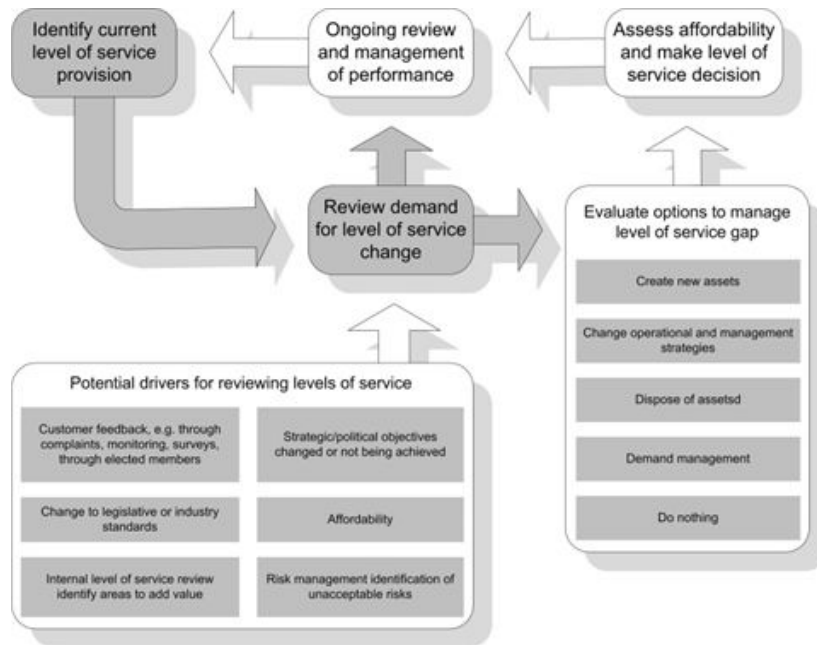 Identify current
level of service
provision
Ongoing review
and management
of performance
Assess affordability
and make level of
service decision
Review demand
for level of service
change
Evaluate options to manage
level of service gap
Create new assets
Change operational and management
strategies
Dispose of assetsd
Demand management
Do nothing
Potential drivers for reviewing levels of service
Customer feedback, e.g. through
complaints, monitoring, surveys,
through elected members
Strategic/political objectives
changed or not being achieved
Change to legislative or industry
standards
Affordability
Internal level of service review
identify areas to add value
Risk management identification of
unacceptable risks